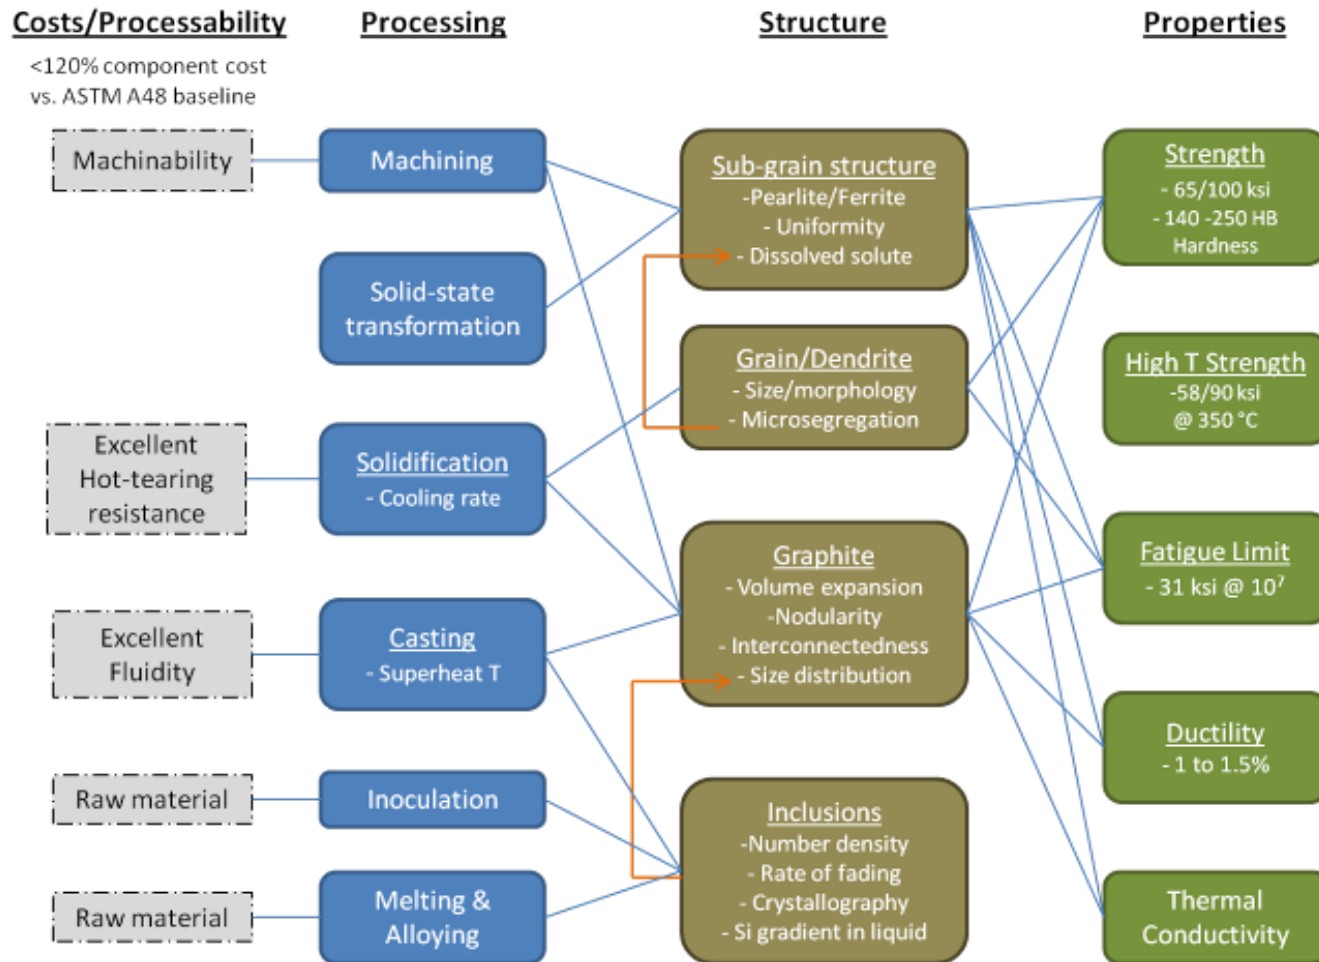 Costs/Processability
<120% component cost
vs. ASTM A48 baseline
Machinability
Excellent
Hot-tearing
resistance
Excellent
Fluidity
Raw material
Raw material
Processing
Machining
Solid-state
transformation
Solidification
- Cooling rate
Casting
- Superheat T
Inoculation
Melting &
Alloying
Structure
Sub-grain structure
-Pearlite/Ferrite
- Uniformity
- Dissolved solute
Grain/Dendrite
- Size/morphology
- Microsegregation
Graphite
- Volume expansion
-Nodularity
- Interconnectedness
- Size distribution
Inclusions
-Number density
- Rate of fading
- Crystallography
- Si gradient in liquid
Properties
Strength
- 65/100 ksi
- 140 -250 HB
Hardness
High T Strength
-58/90 ksi
@ 350 °C
Fatigue Limit
- 31 ksi @ 10⁷
Ductility
- 1 to 1.5%
Thermal
Conductivity